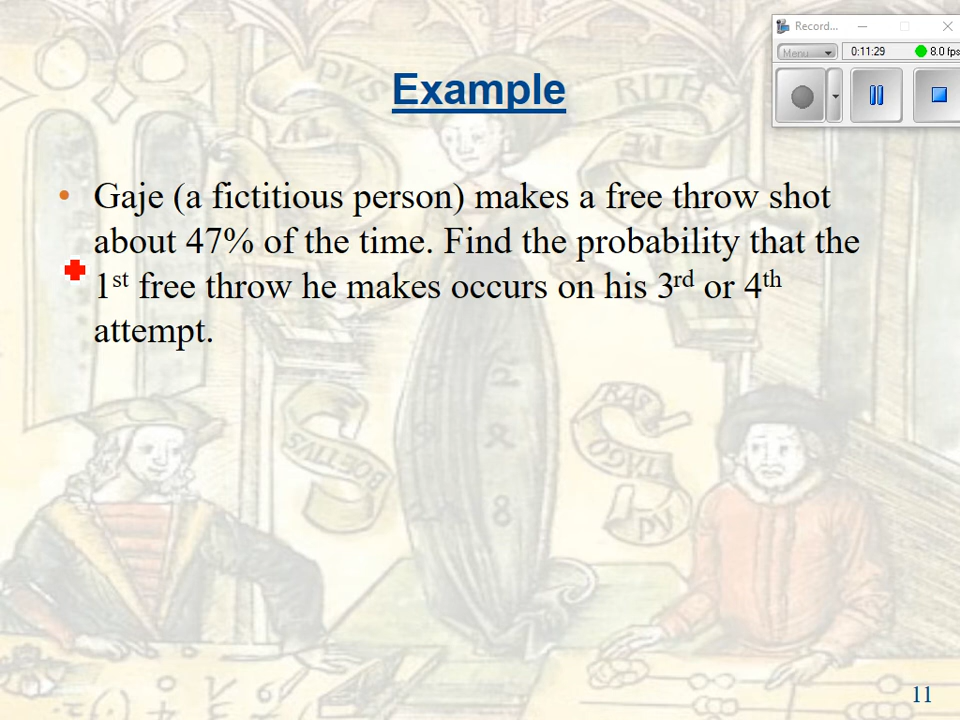 Record...
Menu
0:11:29
8.0 fps
Example
• Gaje (a fictitious person) makes a free throw shot
about 47% of the time. Find the probability that the
1st free throw he makes occurs on his 3rd or 4th
attempt.
BOETIVS
11